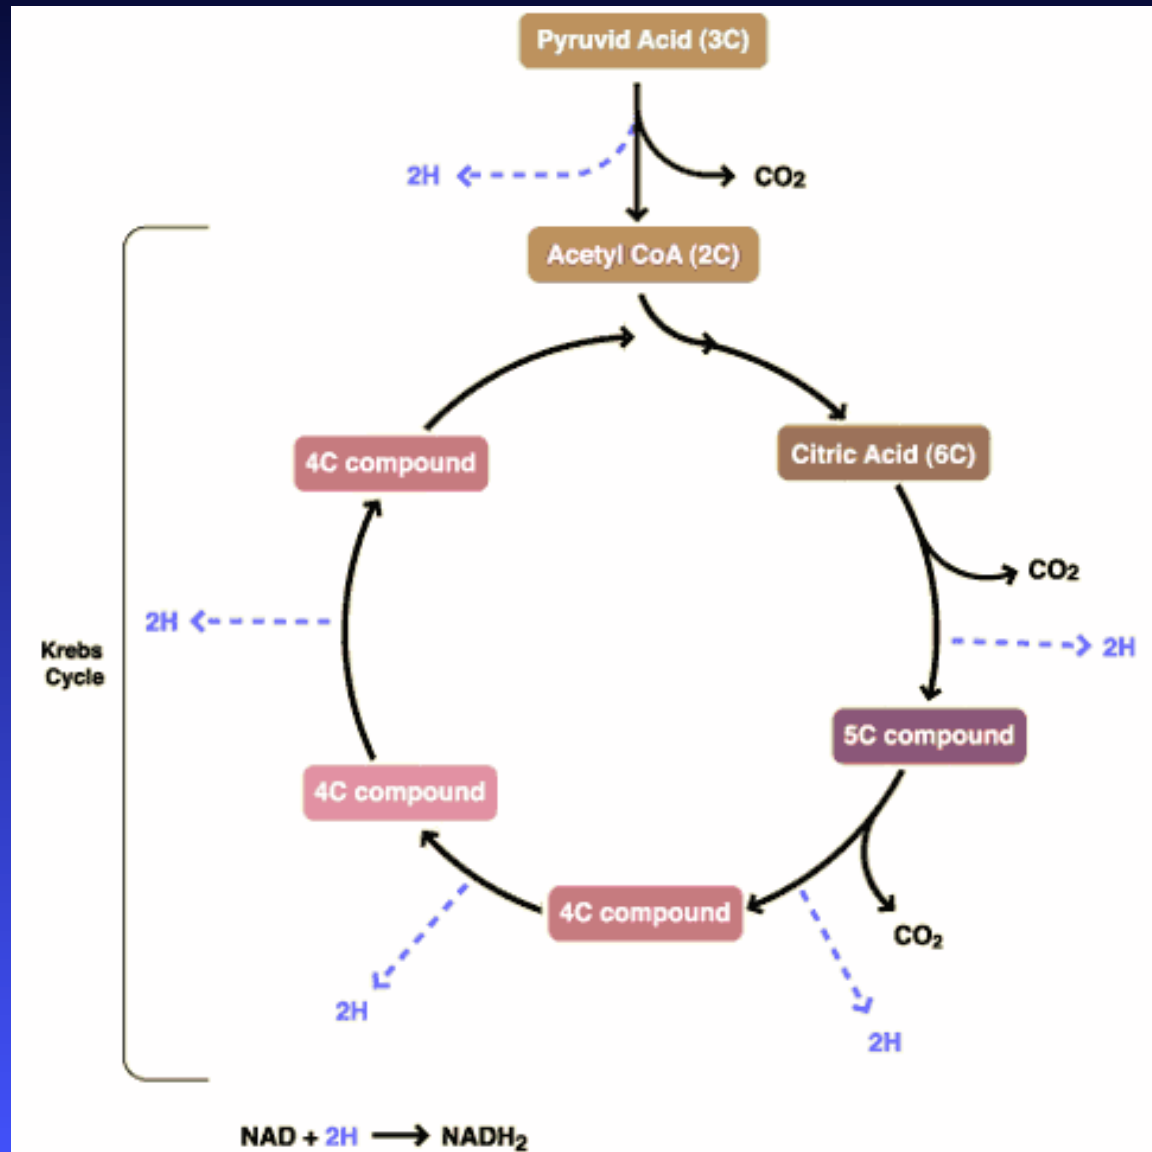 Pyruvid Acid (3C)
2H
CO₂
Acetyl CoA (2C)
4C compound
Citric Acid (6C)
CO₂
2H
2H
Krebs
Cycle
5C compound
4C compound
4C compound
CO₂
2H
2H
NAD + 2H ⟶ NADH₂